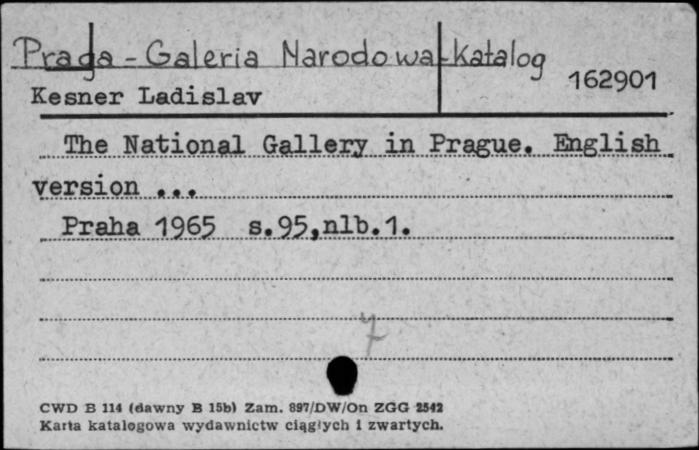 Praga - Galeria Narodowa - katalog
162901
Kesner Ladislav
The National Gallery in Prague. English
version ...
Praha 1965 s.95,nlb.1.
7
CWD B 114 (dawny B 15b) Zam. 897/DW/On ZGG 2542
Karta katalogowa wydawnictw ciągłych i zwartych.